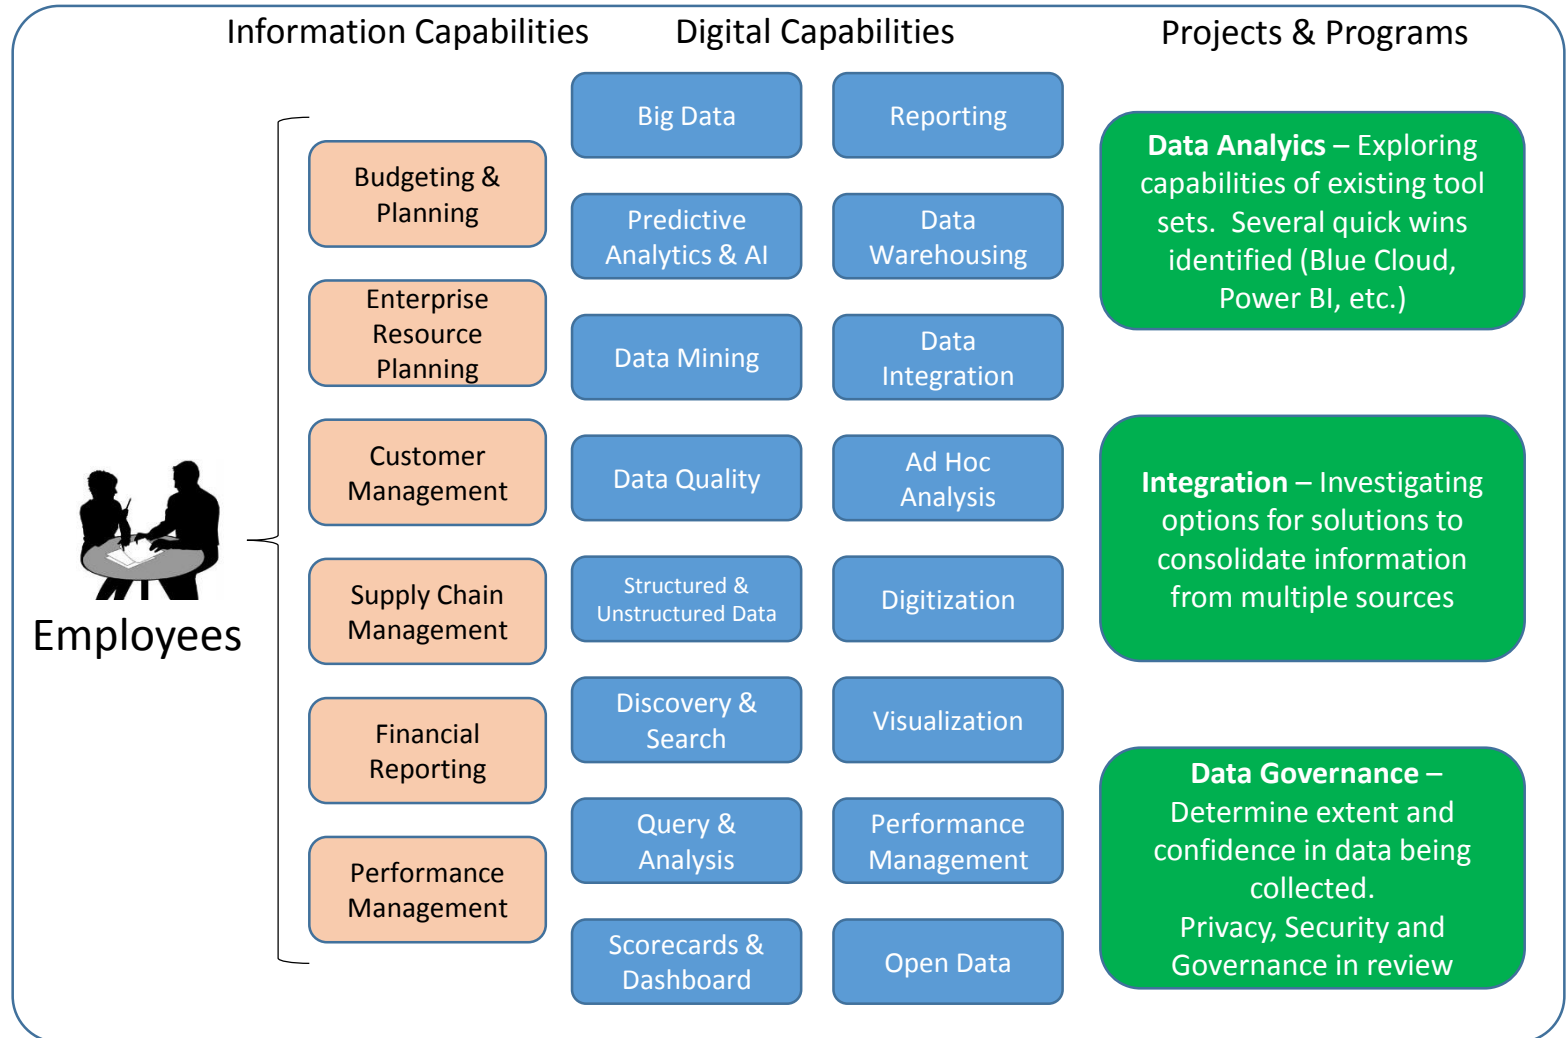 Information Capabilities
Digital Capabilities
Projects & Programs
Employees
Budgeting &
Planning
Enterprise
Resource
Planning
Customer
Management
Supply Chain
Management
Financial
Reporting
Performance
Management
Big Data
Reporting
Predictive
Analytics & AI
Data
Warehousing
Data Mining
Data
Integration
Data Quality
Ad Hoc
Analysis
Structured &
Unstructured Data
Digitization
Discovery &
Search
Visualization
Query &
Analysis
Performance
Management
Scorecards &
Dashboard
Open Data
Data Analyics – Exploring
capabilities of existing tool
sets.  Several quick wins
identified (Blue Cloud,
Power BI, etc.)
Integration – Investigating
options for solutions to
consolidate information
from multiple sources
Data Governance –
Determine extent and
confidence in data being
collected.
Privacy, Security and
Governance in review